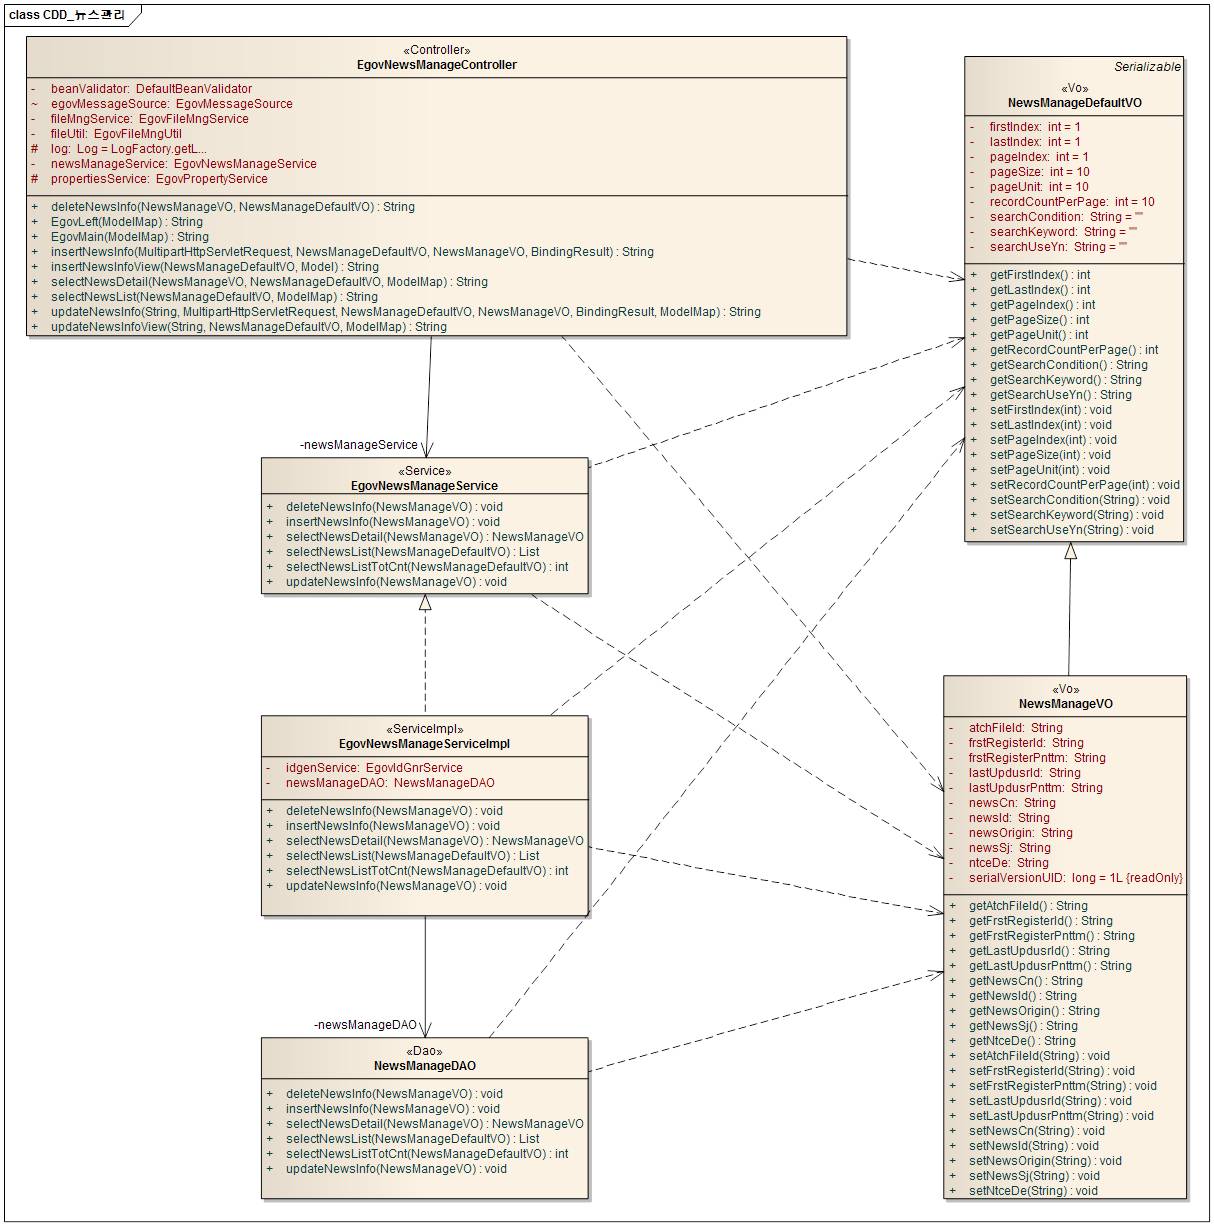 class CDD_뉴스관리
«Controller»
EgovNewsManageController
- beanValidator: DefaultBeanValidator
~ egovMessageSource: EgovMessageSource
- fileMngService: EgovFileMngService
- fileUtil: EgovFileMngUtil
# log: Log = LogFactory.getL...
- newsManageService: EgovNewsManageService
# propertiesService: EgovPropertyService
+ deleteNewsInfo(NewsManageVO, NewsManageDefaultVO) : String
+ EgovLeft(ModelMap) : String
+ EgovMain(ModelMap) : String
+ insertNewsInfo(MultipartHttpServletRequest, NewsManageDefaultVO, NewsManageVO, BindingResult) : String
+ insertNewsInfoView(NewsManageDefaultVO, Model) : String
+ selectNewsDetail(NewsManageVO, NewsManageDefaultVO, ModelMap) : String
+ selectNewsList(NewsManageDefaultVO, ModelMap) : String
+ updateNewsInfo(String, MultipartHttpServletRequest, NewsManageDefaultVO, NewsManageVO, BindingResult, ModelMap) : String
+ updateNewsInfoView(String, NewsManageDefaultVO, ModelMap) : String
Serializable
«Vo»
NewsManageDefaultVO
- firstIndex: int = 1
- lastIndex: int = 1
- pageIndex: int = 1
- pageSize: int = 10
- pageUnit: int = 10
- recordCountPerPage: int = 10
- searchCondition: String = ""
- searchKeyword: String = ""
- searchUseYn: String = ""
+ getFirstIndex() : int
+ getLastIndex() : int
+ getPageIndex() : int
+ getPageSize() : int
+ getPageUnit() : int
+ getRecordCountPerPage() : int
+ getSearchCondition() : String
+ getSearchKeyword() : String
+ getSearchUseYn() : String
+ setFirstIndex(int) : void
+ setLastIndex(int) : void
+ setPageIndex(int) : void
+ setPageSize(int) : void
+ setPageUnit(int) : void
+ setRecordCountPerPage(int) : void
+ setSearchCondition(String) : void
+ setSearchKeyword(String) : void
+ setSearchUseYn(String) : void
-newsManageService
«Service»
EgovNewsManageService
+ deleteNewsInfo(NewsManageVO) : void
+ insertNewsInfo(NewsManageVO) : void
+ selectNewsDetail(NewsManageVO) : NewsManageVO
+ selectNewsList(NewsManageDefaultVO) : List
+ selectNewsListTotCnt(NewsManageDefaultVO) : int
+ updateNewsInfo(NewsManageVO) : void
«ServiceImpl»
EgovNewsManageServiceImpl
- idgenService: EgovIdGnrService
- newsManageDAO: NewsManageDAO
+ deleteNewsInfo(NewsManageVO) : void
+ insertNewsInfo(NewsManageVO) : void
+ selectNewsDetail(NewsManageVO) : NewsManageVO
+ selectNewsList(NewsManageDefaultVO) : List
+ selectNewsListTotCnt(NewsManageDefaultVO) : int
+ updateNewsInfo(NewsManageVO) : void
-newsManageDAO
«Dao»
NewsManageDAO
+ deleteNewsInfo(NewsManageVO) : void
+ insertNewsInfo(NewsManageVO) : void
+ selectNewsDetail(NewsManageVO) : NewsManageVO
+ selectNewsList(NewsManageDefaultVO) : List
+ selectNewsListTotCnt(NewsManageDefaultVO) : int
+ updateNewsInfo(NewsManageVO) : void
«Vo»
NewsManageVO
- atchFileId: String
- frstRegisterId: String
- frstRegisterPnttm: String
- lastUpdusrId: String
- lastUpdusrPnttm: String
- newsCn: String
- newsId: String
- newsOrigin: String
- newsSj: String
- ntceDe: String
- serialVersionUID: long = 1L {readOnly}
+ getAtchFileId() : String
+ getFrstRegisterId() : String
+ getFrstRegisterPnttm() : String
+ getLastUpdusrId() : String
+ getLastUpdusrPnttm() : String
+ getNewsCn() : String
+ getNewsId() : String
+ getNewsOrigin() : String
+ getNewsSj() : String
+ getNtceDe() : String
+ setAtchFileId(String) : void
+ setFrstRegisterId(String) : void
+ setFrstRegisterPnttm(String) : void
+ setLastUpdusrId(String) : void
+ setLastUpdusrPnttm(String) : void
+ setNewsCn(String) : void
+ setNewsId(String) : void
+ setNewsOrigin(String) : void
+ setNewsSj(String) : void
+ setNtceDe(String) : void